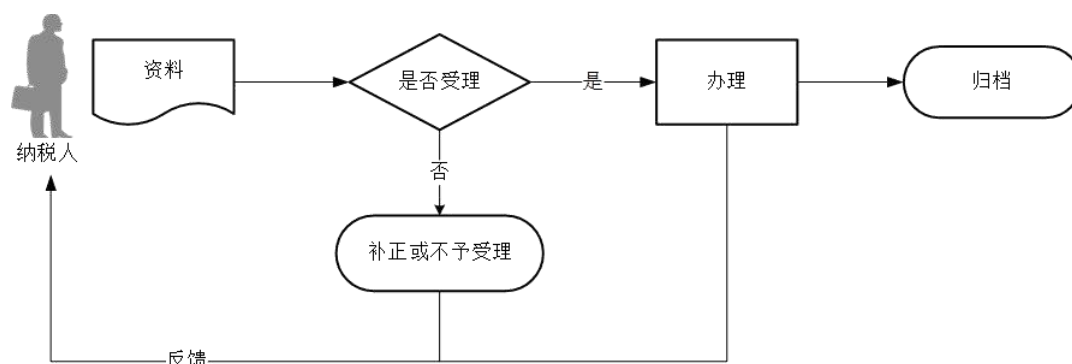 资料
是否受理
是
办理
归档
纳税人
否
补正或不予受理
反馈